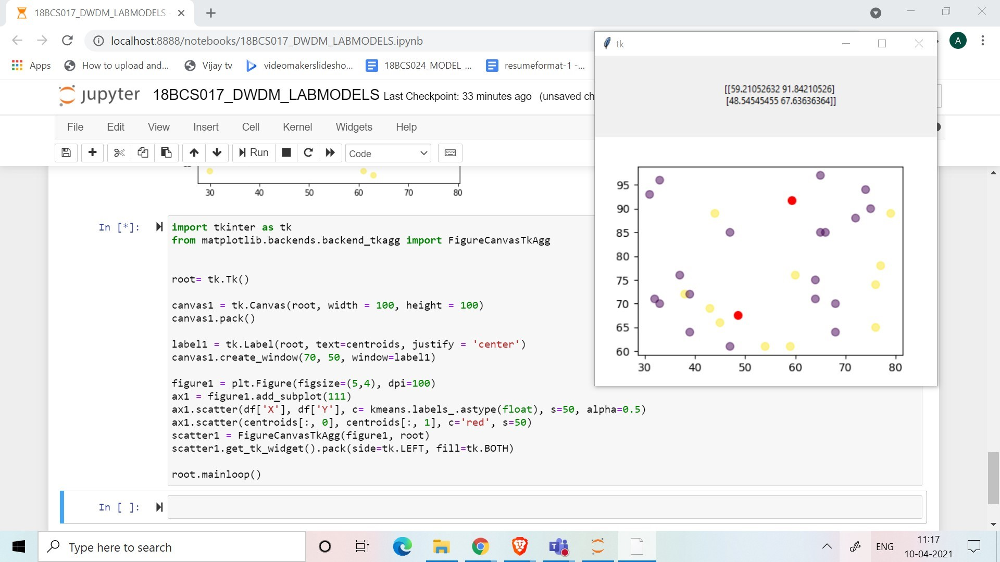 18BCS017_DWDM_LABMODELS
localhost:8888/notebooks/18BCS017_DWDM_LABMODELS.ipynb
A
Apps
How to upload and...
Vijay tv
videomakerslidesho...
18BCS024_MODEL_...
resumeformat-1 -...
jupyter
18BCS017_DWDM_LABMODELS Last Checkpoint: 33 minutes ago (unsaved ch
File Edit View Insert Cell Kernel Widgets Help
Run
Code
30 40 50 60 70 80
In [*]:
import tkinter as tk
from matplotlib.backends.backend_tkagg import FigureCanvasTkAgg
root= tk.Tk()
canvas1 = tk.Canvas(root, width = 100, height = 100)
canvas1.pack()
label1 = tk.Label(root, text=centroids, justify = 'center')
canvas1.create_window(70, 50, window=label1)
figure1 = plt.Figure(figsize=(5,4), dpi=100)
ax1 = figure1.add_subplot(111)
ax1.scatter(df['X'], df['Y'], c= kmeans.labels_.astype(float), s=50, alpha=0.5)
ax1.scatter(centroids[:, 0], centroids[:, 1], c='red', s=50)
scatter1 = FigureCanvasTkAgg(figure1, root)
scatter1.get_tk_widget().pack(side=tk.LEFT, fill=tk.BOTH)
root.mainloop()
In [ ]:
tk
[[59.21052632 91.84210526]
[48.54545455 67.63636364]]
95
90
85
80
75
70
65
60
30 40 50 60 70 80
Type here to search
ENG
11:17
10-04-2021